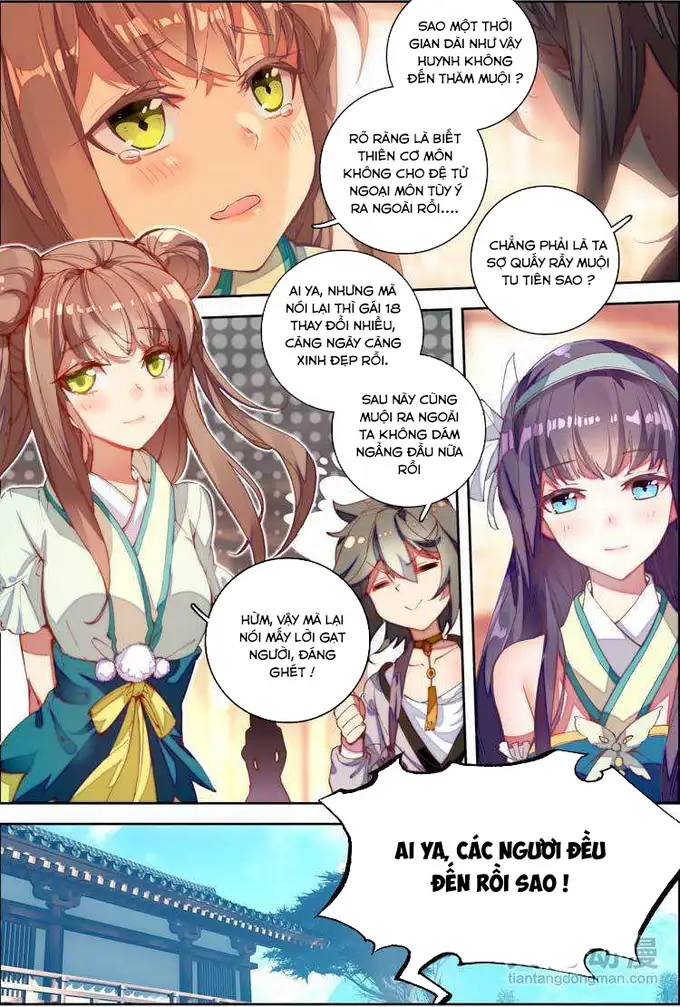 SAO MỘT THỜI
GIAN DÀI NHƯ VẬY
HUYNH KHÔNG
ĐẾN THĂM MUỘI ?
RÕ RÀNG LÀ BIẾT
THIÊN CƠ MÔN
KHÔNG CHO ĐỆ TỬ
NGOẠI MÔN TÙY Ý
RA NGOÀI RỒI....
CHẲNG PHẢI LÀ TA
SỢ QUẤY RẦY MUỘI
TU TIÊN SAO ?
AI YA, NHƯNG MÀ
NÓI LẠI THÌ GÁI 18
THAY ĐỔI NHIỀU,
CÀNG NGÀY CÀNG
XINH ĐẸP RỒI.
SAU NÀY CÙNG
MUỘI RA NGOÀI
TA KHÔNG DÁM
NGẨNG ĐẦU NỮA
RỒI
HỪM, VẬY MÀ LẠI
NÓI MẤY LỜI GẠT
NGƯỜI, ĐÁNG
GHÉT !
AI YA, CÁC NGƯƠI ĐỀU
ĐẾN RỒI SAO !
动漫
tiantangdongman.com